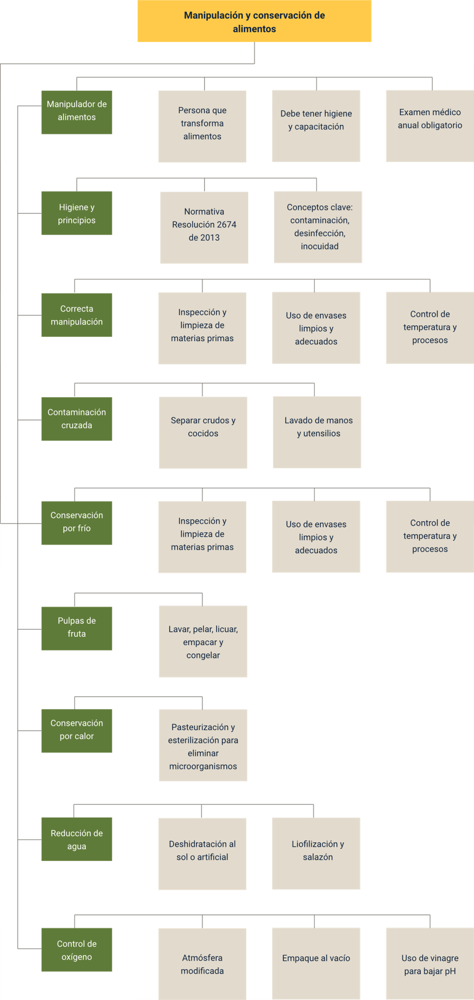 Manipulación y conservación de
alimentos
Manipulador de
alimentos
Persona que
transforma
alimentos
Debe tener higiene
y capacitación
Examen médico
anual obligatorio
Higiene y
principios
Normativa
Resolución 2674
de 2013
Conceptos clave:
contaminación,
desinfección,
inocuidad
Correcta
manipulación
Inspección y
limpieza de
materias primas
Uso de envases
limpios y
adecuados
Control de
temperatura y
procesos
Contaminación
cruzada
Separar crudos y
cocidos
Lavado de manos
y utensilios
Conservación
por frío
Inspección y
limpieza de
materias primas
Uso de envases
limpios y
adecuados
Control de
temperatura y
procesos
Pulpas de
fruta
Lavar, pelar, licuar,
empacar y
congelar
Conservación
por calor
Pasteurización y
esterilización para
eliminar
microorganismos
Reducción de
agua
Deshidratación al
sol o artificial
Liofilización y
salazón
Control de
oxígeno
Atmósfera
modificada
Empaque al vacío
Uso de vinagre
para bajar pH